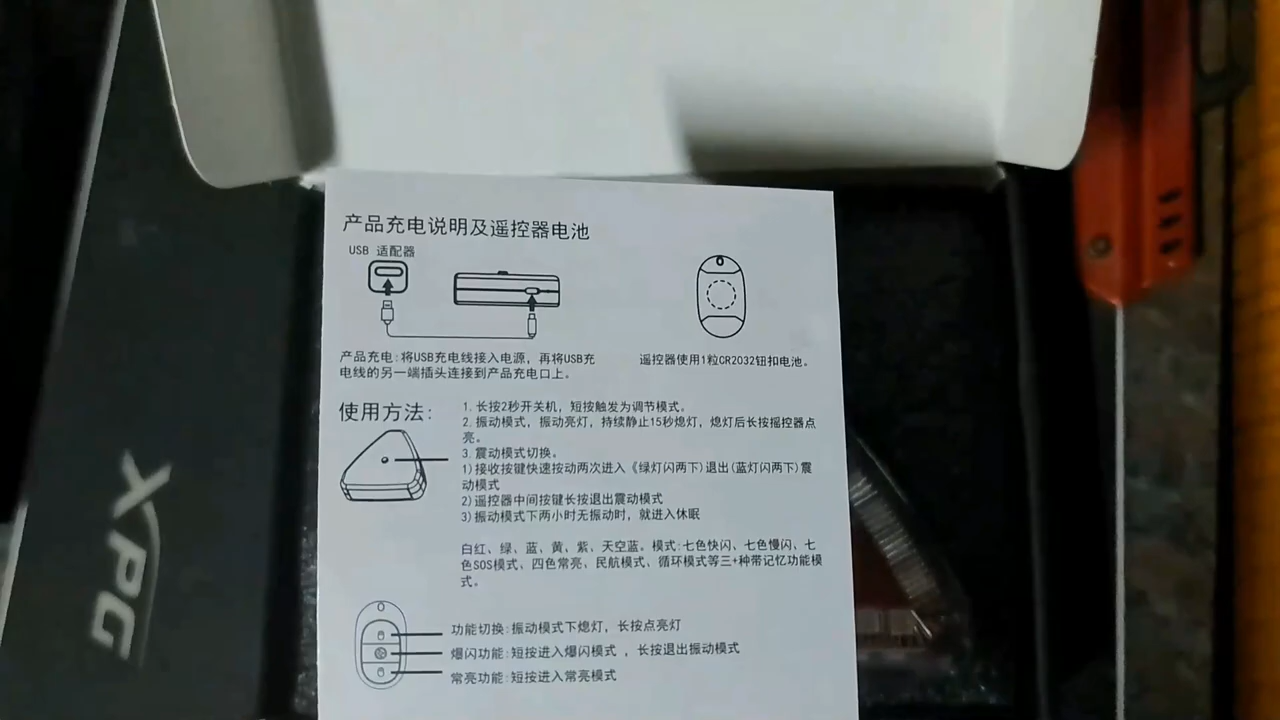 产品充电说明及遥控器电池
USB 适配器
产品充电:将USB充电线接入电源,再将USB充
电线的另一端插头连接到产品充电口上。
遥控器使用1粒CR2032钮扣电池。
使用方法:
1. 长按2秒开关机,短按触发为调节模式。
2. 振动模式,振动亮灯,持续静止15秒熄灯,熄灯后长按摇控器点
亮。
3. 震动模式切换。
1)接收按键快速按动两次进入《绿灯闪两下)退出(蓝灯闪两下)震
动模式
2)遥控器中间按键长按退出震动模式
3)振动模式下两小时无振动时,就进入休眠
白红、绿、蓝、黄、紫、天空蓝。模式:七色快闪、七色慢闪、七
色SOS模式、四色常亮、民航模式、循环模式等三+种带记忆功能模
式。
功能切换:振动模式下熄灯,长按点亮灯
爆闪功能:短按进入爆闪模式 ,长按退出振动模式
常亮功能:短按进入常亮模式
XPG